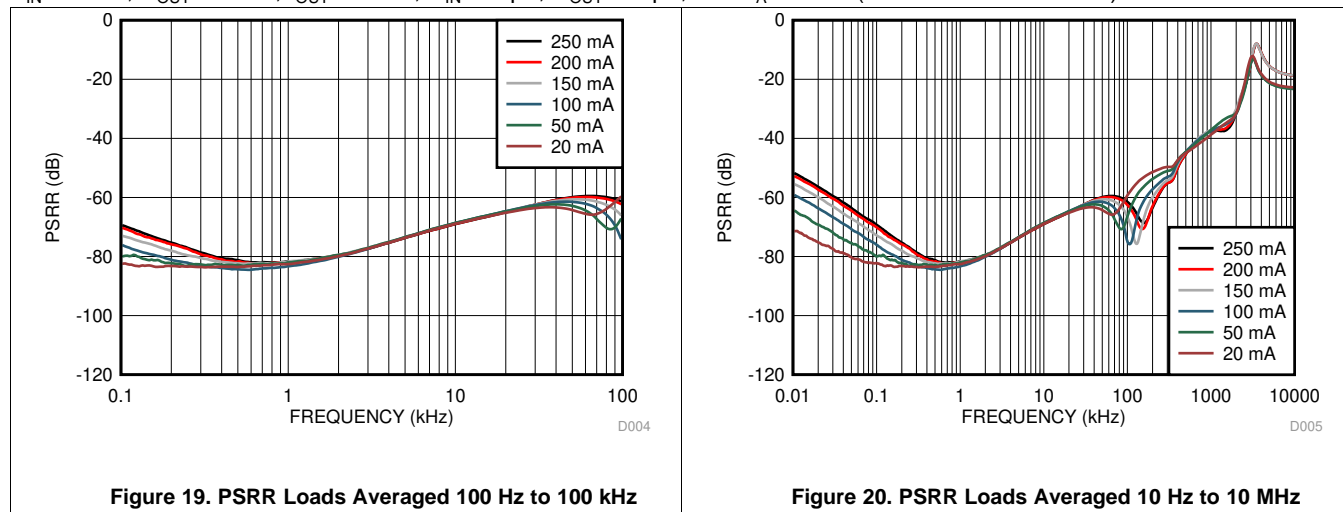 0
-20
-40
-60
-80
-100
-120
PSRR (dB)
0.1
1
10
100
FREQUENCY (kHz)
D004
250 mA
200 mA
150 mA
100 mA
50 mA
20 mA
Figure 19. PSRR Loads Averaged 100 Hz to 100 kHz
0
-20
-40
-60
-80
-100
-120
PSRR (dB)
0.01
0.1
1
10
100
1000
10000
FREQUENCY (kHz)
D005
250 mA
200 mA
150 mA
100 mA
50 mA
20 mA
Figure 20. PSRR Loads Averaged 10 Hz to 10 MHz